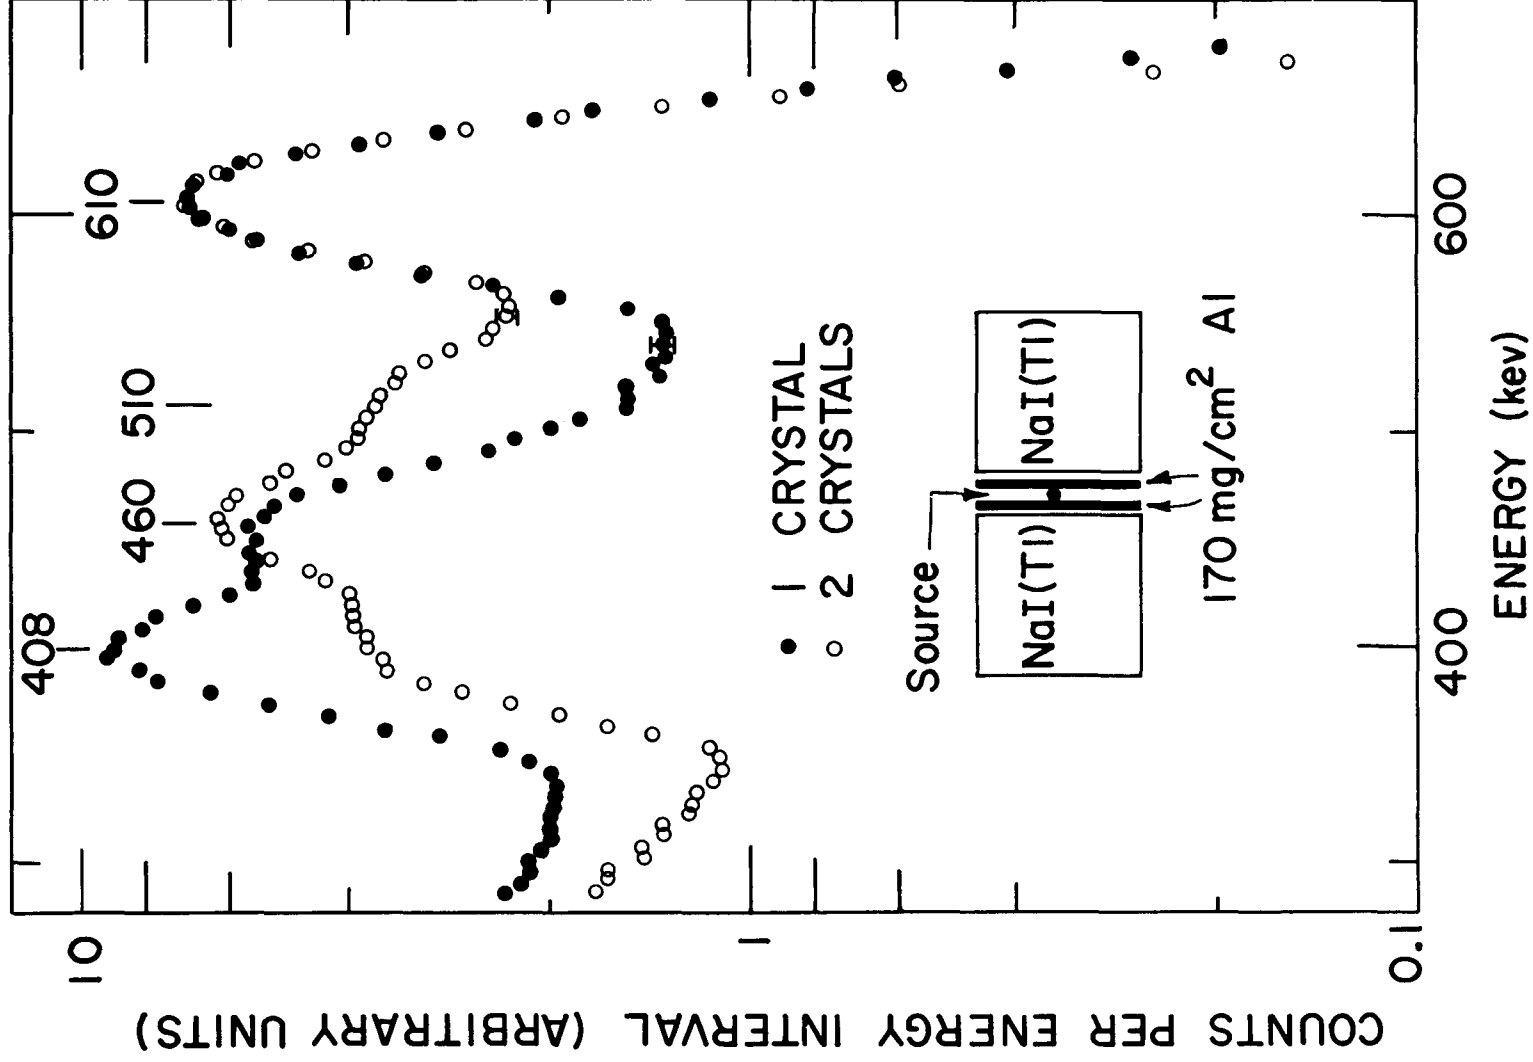 COUNTS PER ENERGY INTERVAL (ARBITRARY UNITS)
10
1
0.1
408
460
510
610
1 CRYSTAL
2 CRYSTALS
Source
NaI(Tl)
NaI(Tl)
170 mg/cm² Al
400
600
ENERGY (kev)